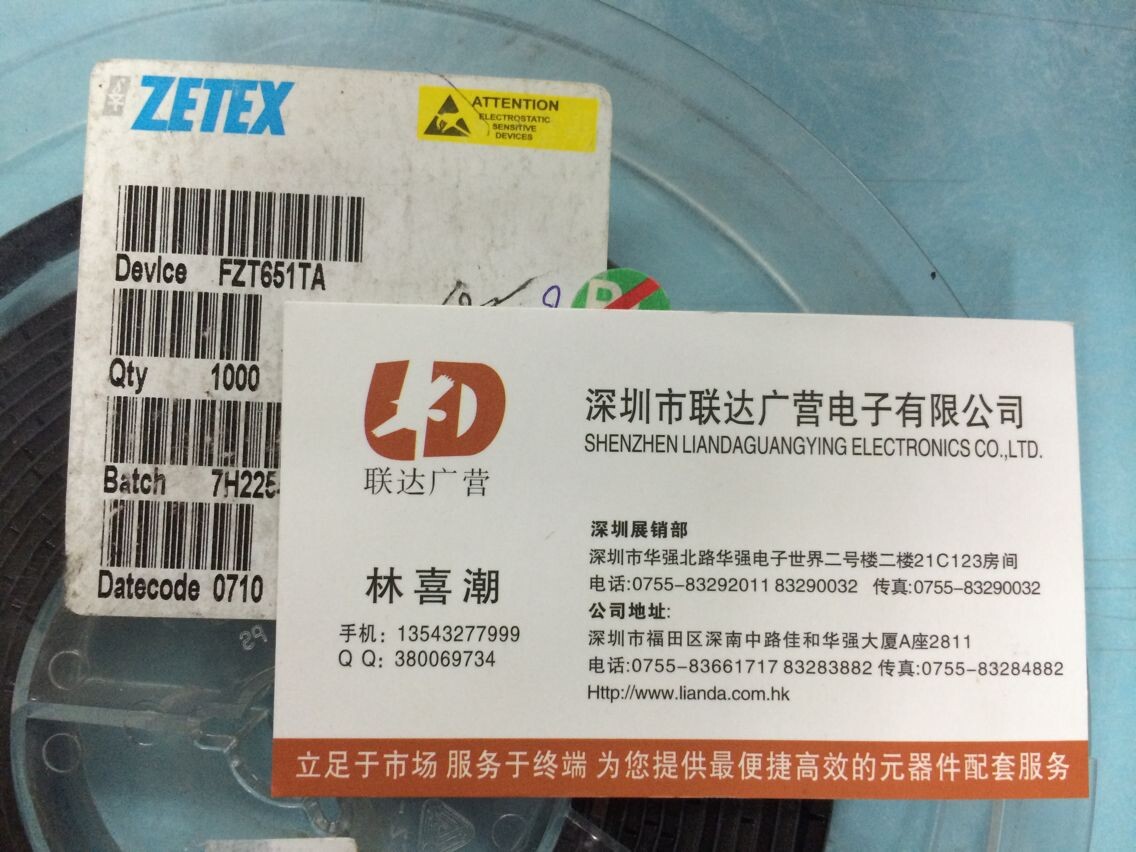 ZETEX
ATTENTION
ELECTROSTATIC
SENSITIVE
DEVICES
Device FZT651TA
Qty 1000
Batch 7H225
Datecode 0710
LD
联达广营
深圳市联达广营电子有限公司
SHENZHEN LIANDAGUANGYING ELECTRONICS CO.,LTD.
林喜潮
手机：13543277999
Q Q：380069734
深圳展销部
深圳市华强北路华强电子世界二号楼二楼21C123房间
电话:0755-83292011 83290032 传真:0755-83290032
公司地址:
深圳市福田区深南中路佳和华强大厦A座2811
电话:0755-83661717 83283882 传真:0755-83284882
Http://www.lianda.com.hk
立足于市场 服务于终端 为您提供最便捷高效的元器件配套服务